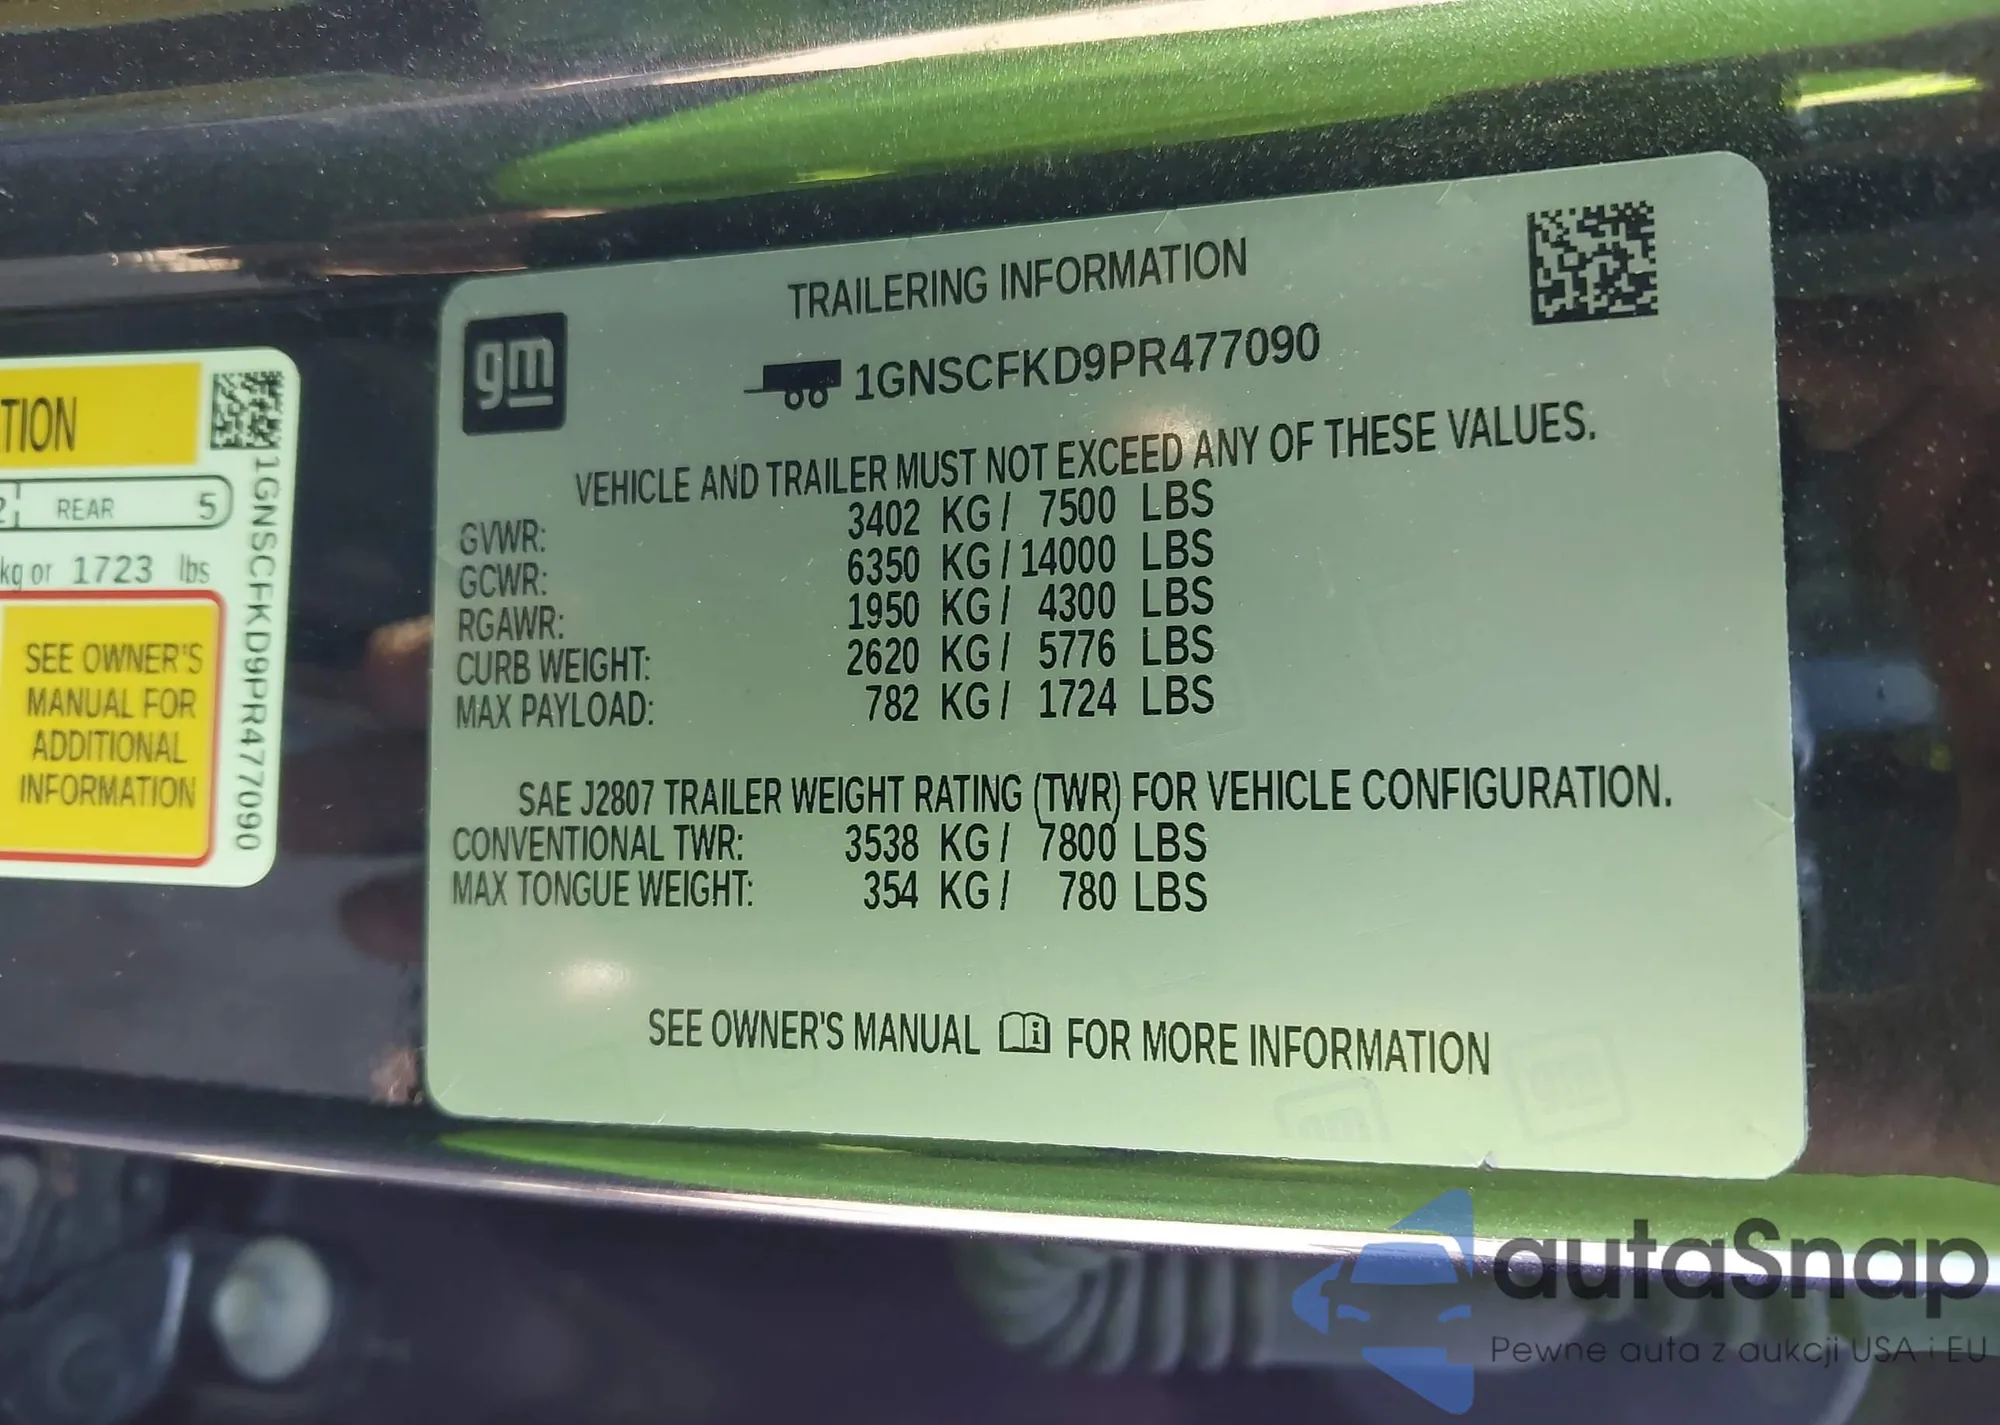 TION
2 REAR 5
kg or 1723 lbs
SEE OWNER'S
MANUAL FOR
ADDITIONAL
INFORMATION
1GNSCFKD9PR477090
gm
TRAILERING INFORMATION
1GNSCFKD9PR477090
VEHICLE AND TRAILER MUST NOT EXCEED ANY OF THESE VALUES.
GVWR: 3402 KG / 7500 LBS
GCWR: 6350 KG / 14000 LBS
RGAWR: 1950 KG / 4300 LBS
CURB WEIGHT: 2620 KG / 5776 LBS
MAX PAYLOAD: 782 KG / 1724 LBS
SAE J2807 TRAILER WEIGHT RATING (TWR) FOR VEHICLE CONFIGURATION.
CONVENTIONAL TWR: 3538 KG / 7800 LBS
MAX TONGUE WEIGHT: 354 KG / 780 LBS
SEE OWNER'S MANUAL FOR MORE INFORMATION
autaSnap
Pewne auta z aukcji USA i EU